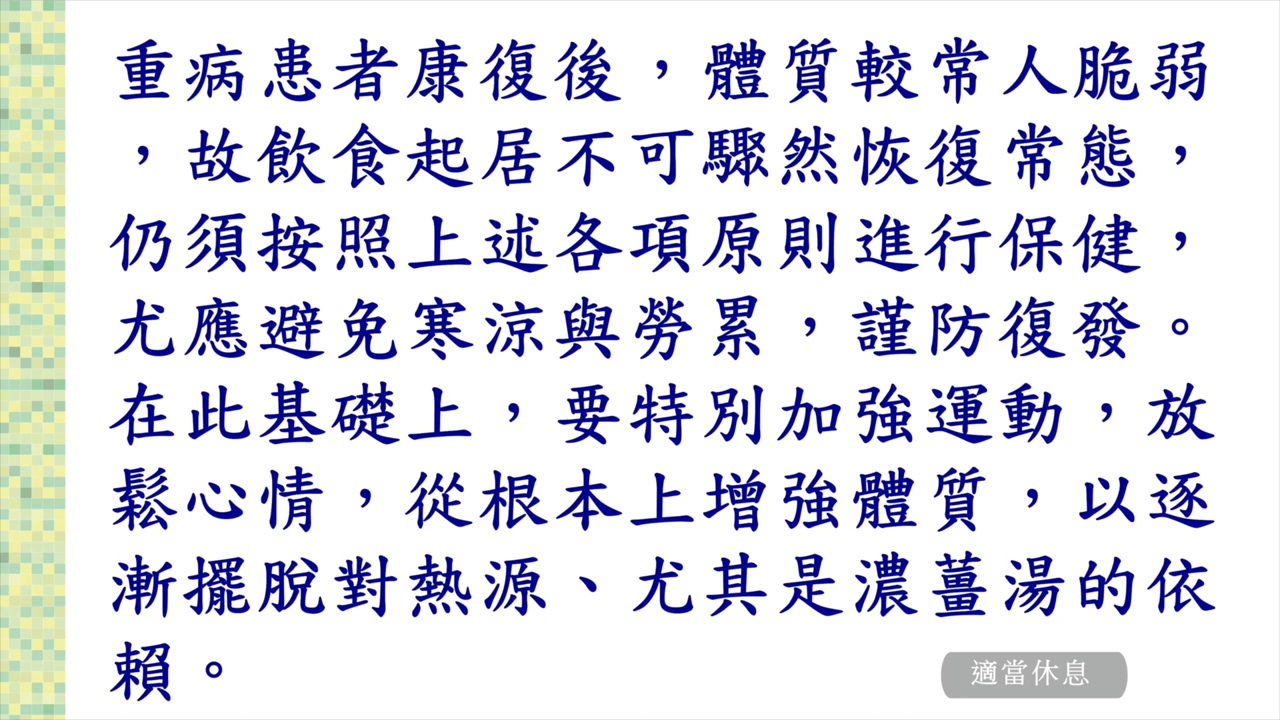 重病患者康復後，體質較常人脆弱
，故飲食起居不可驟然恢復常態，
仍須按照上述各項原則進行保健，
尤應避免寒涼與勞累，謹防復發。
在此基礎上，要特別加強運動，放
鬆心情，從根本上增強體質，以逐
漸擺脫對熱源、尤其是濃薑湯的依
賴。
適當休息